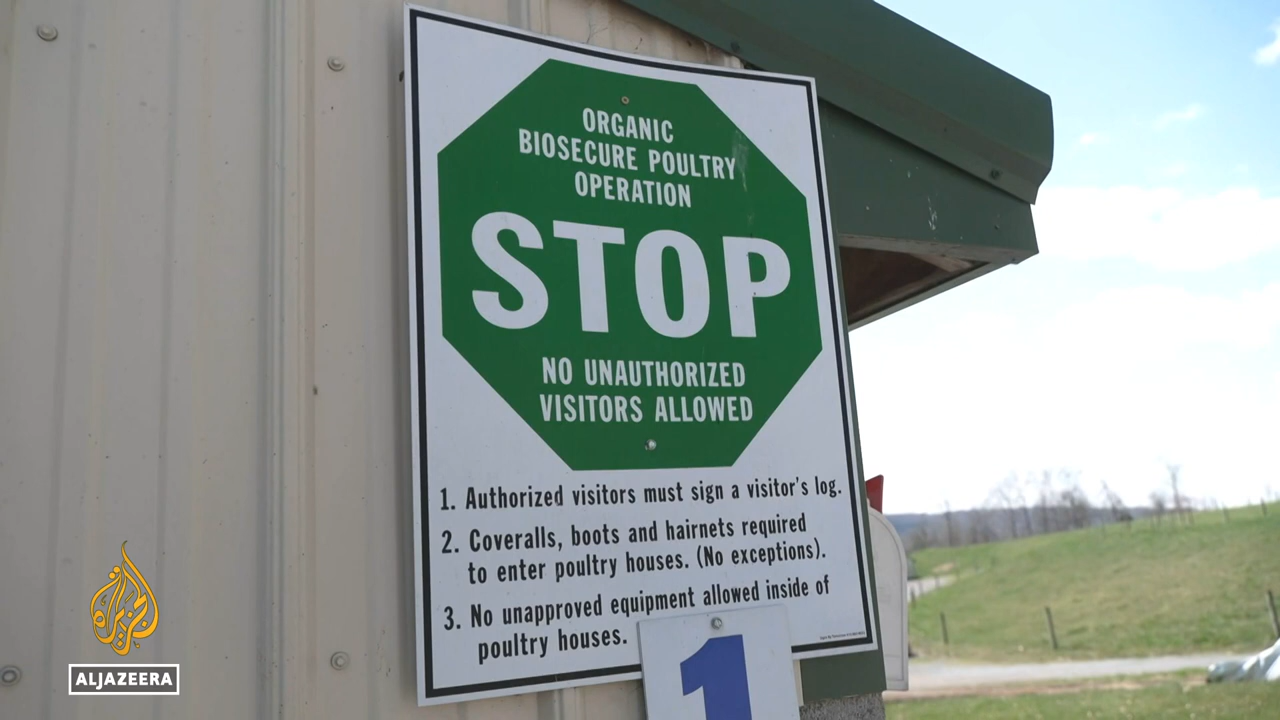 ORGANIC
BIOSECURE POULTRY
OPERATION
STOP
NO UNAUTHORIZED
VISITORS ALLOWED
1. Authorized visitors must sign a visitor's log.
2. Coveralls, boots and hairnets required
to enter poultry houses. (No exceptions).
3. No unapproved equipment allowed inside of
poultry houses.
1
الجزيرة
ALJAZEERA